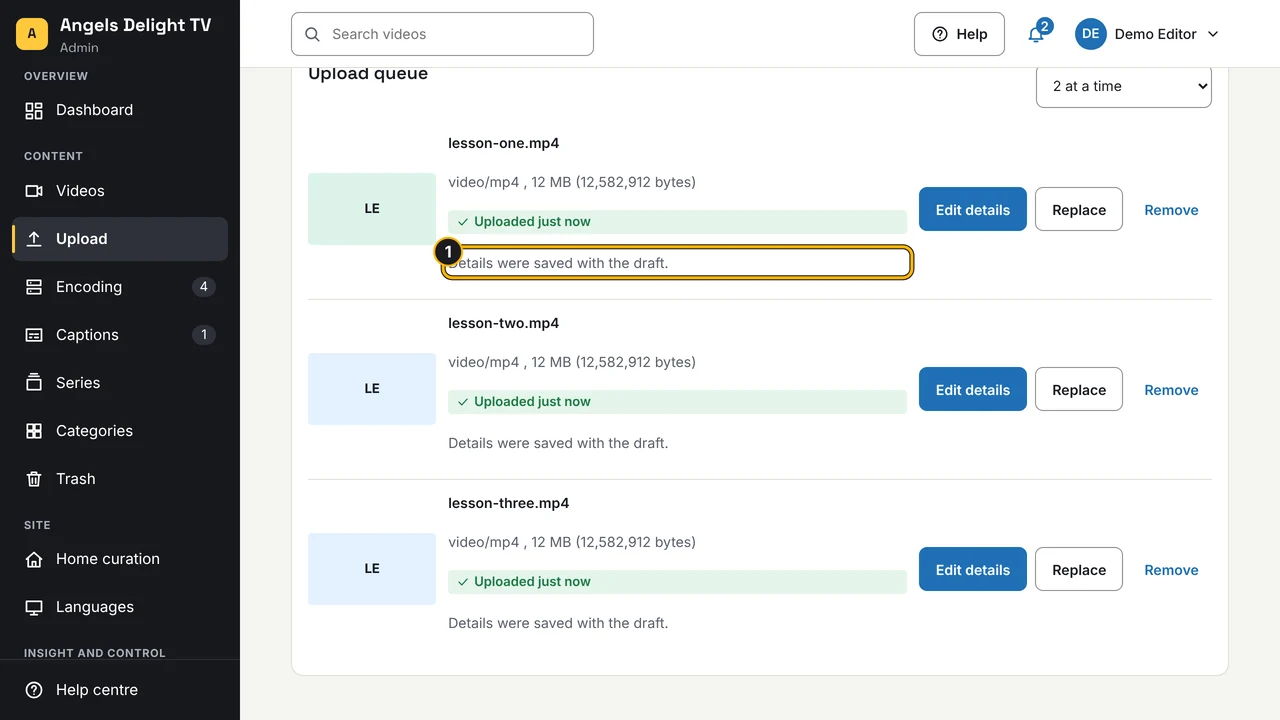 A
Angels Delight TV
Admin
Search videos
Help
2
DE
Demo Editor
OVERVIEW
Dashboard
CONTENT
Videos
Upload
Encoding
4
Captions
1
Series
Categories
Trash
SITE
Home curation
Languages
INSIGHT AND CONTROL
Help centre
Upload queue
2 at a time
LE
lesson-one.mp4
video/mp4 , 12 MB (12,582,912 bytes)
Uploaded just now
1
Details were saved with the draft.
Edit details
Replace
Remove
LE
lesson-two.mp4
video/mp4 , 12 MB (12,582,912 bytes)
Uploaded just now
Details were saved with the draft.
Edit details
Replace
Remove
LE
lesson-three.mp4
video/mp4 , 12 MB (12,582,912 bytes)
Uploaded just now
Details were saved with the draft.
Edit details
Replace
Remove